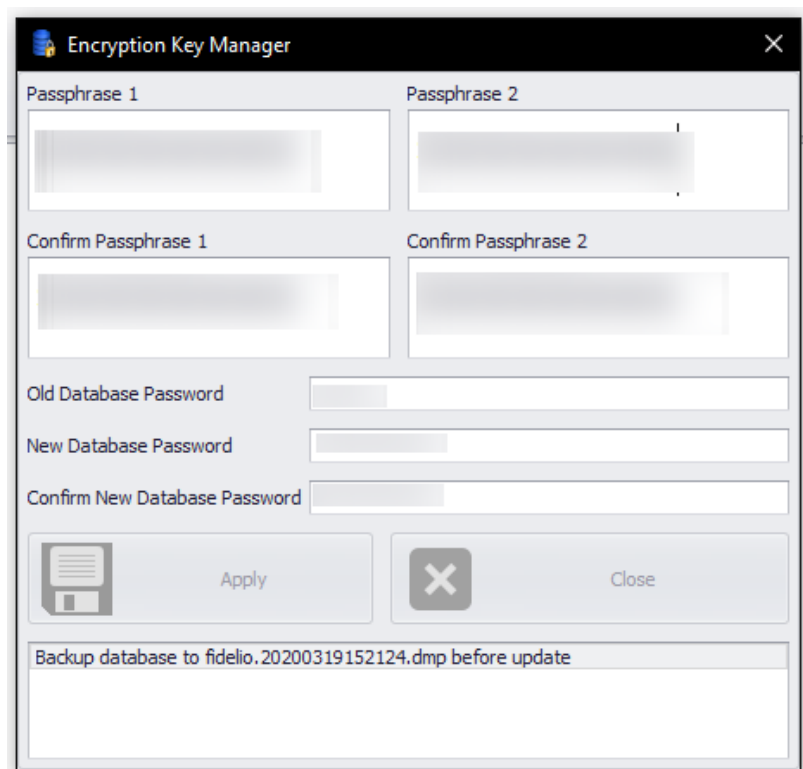 Encryption Key Manager
Passphrase 1 Passphrase 2
Confirm Passphrase 1 Confirm Passphrase 2
Old Database Password
New Database Password
Confirm New Database Password
Apply Close
Backup database to fidelio.20200319152124.dmp before update